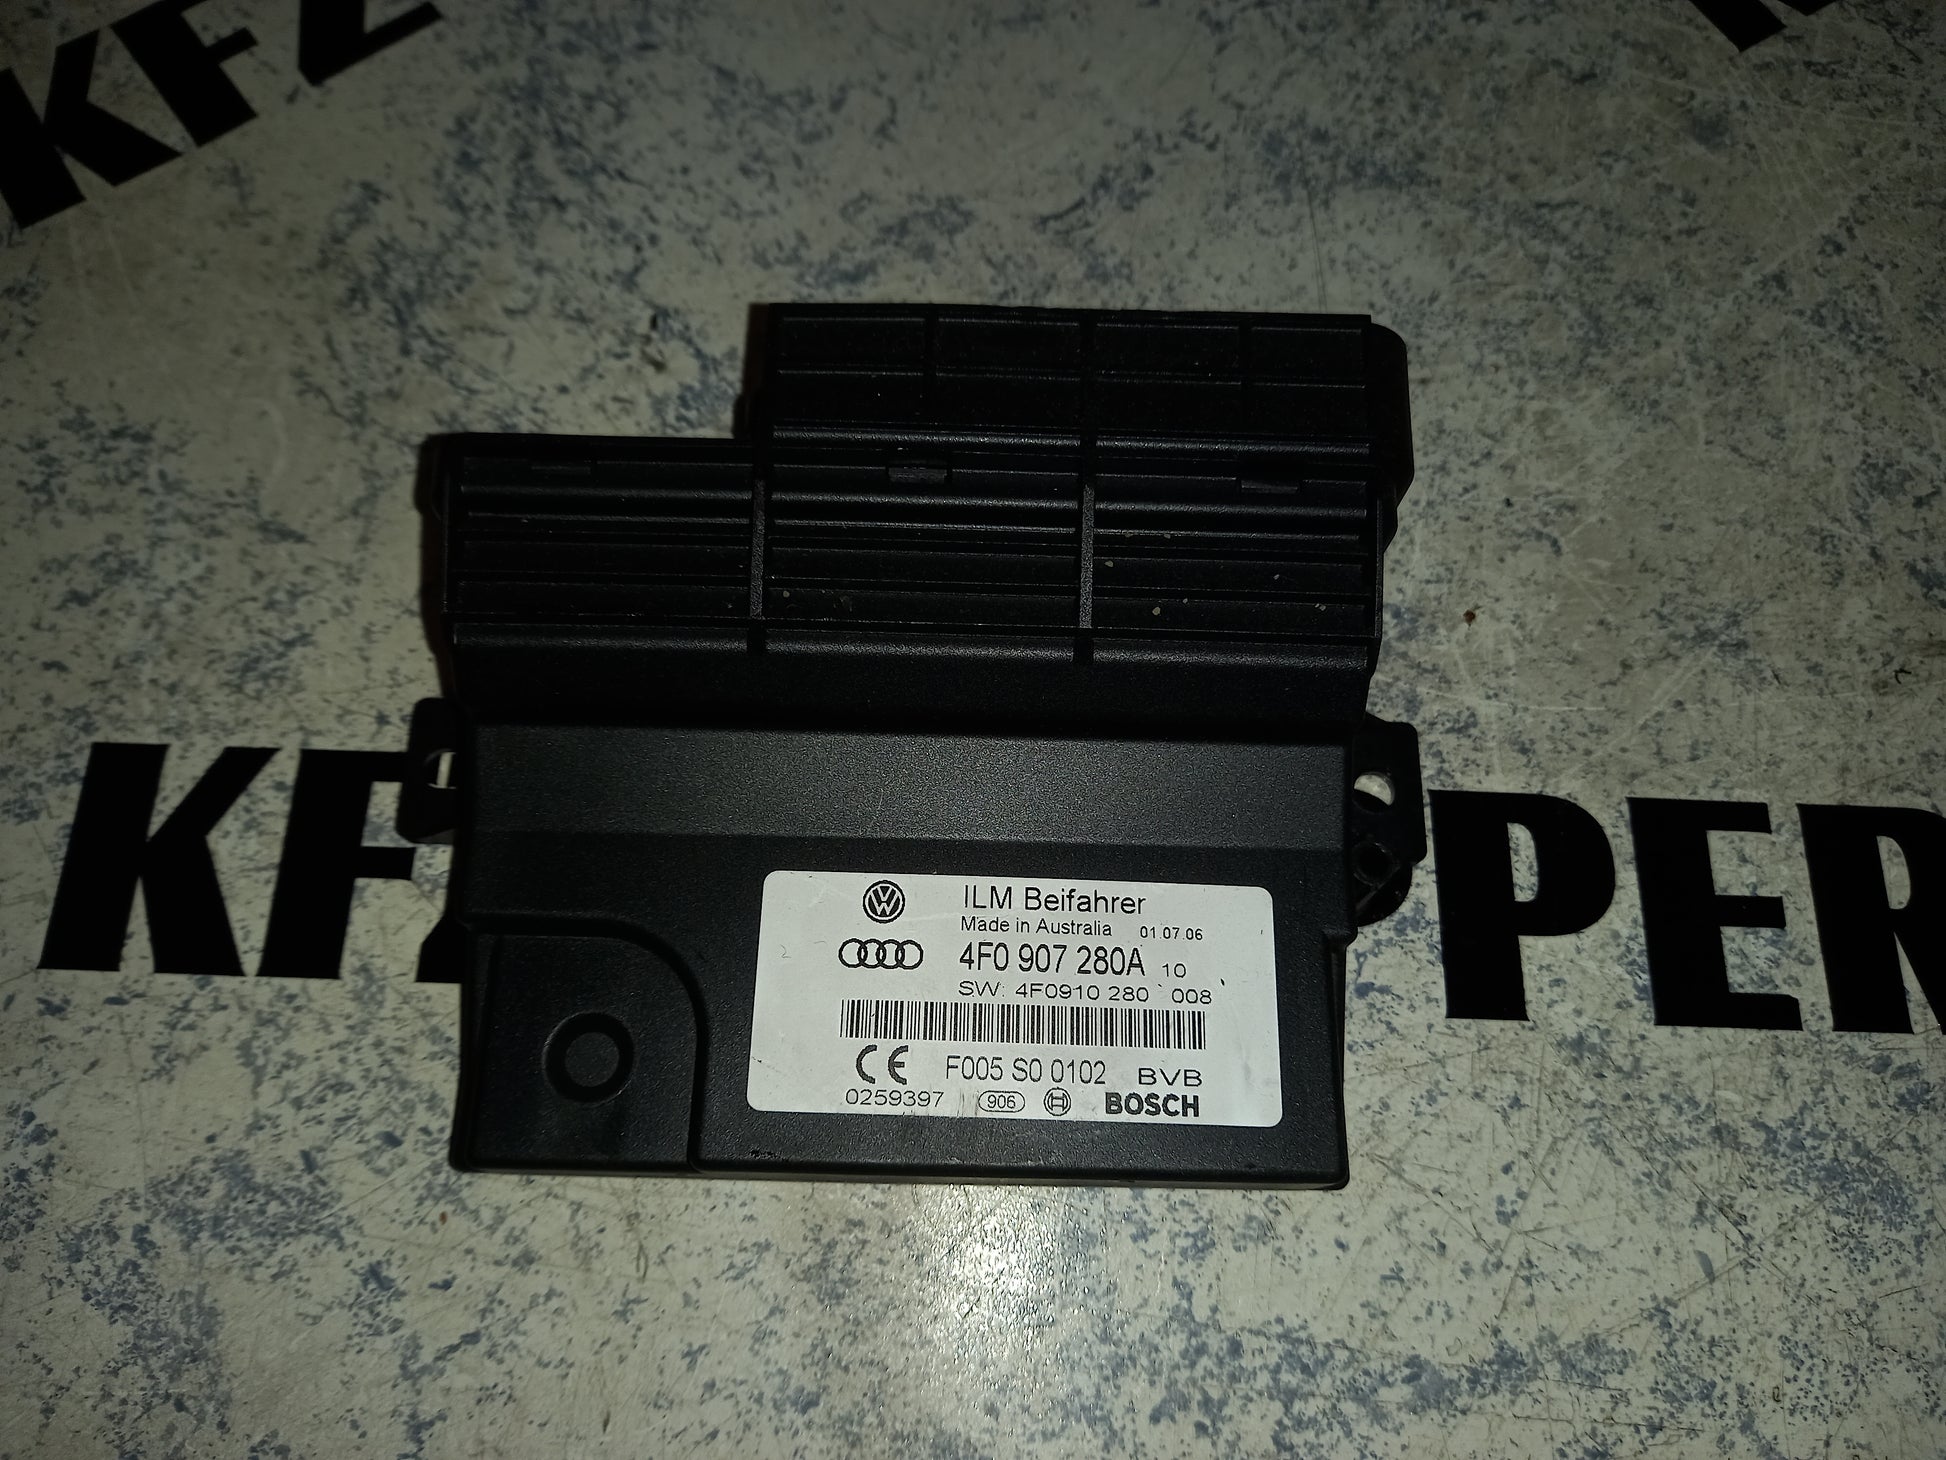 KFZ
KFZ
PER
ILM Beifahrer
Made in Australia 01.07.06
4F0 907 280A 10
SW: 4F0910 280 008
CE F005 S0 0102 BVB
0259397 906 BOSCH